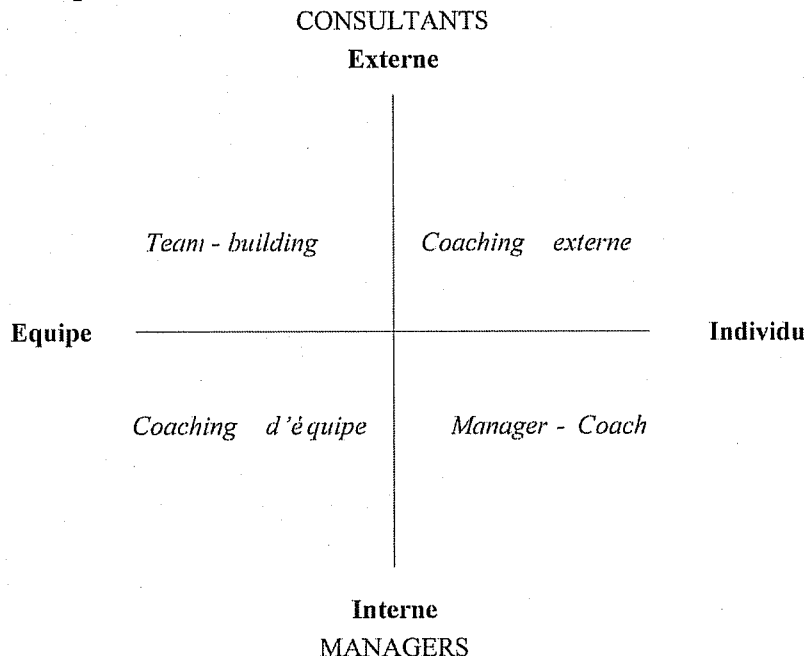 CONSULTANTS
Externe
Team - building Coaching externe
Equipe Individu
Coaching d'équipe Manager - Coach
Interne
MANAGERS